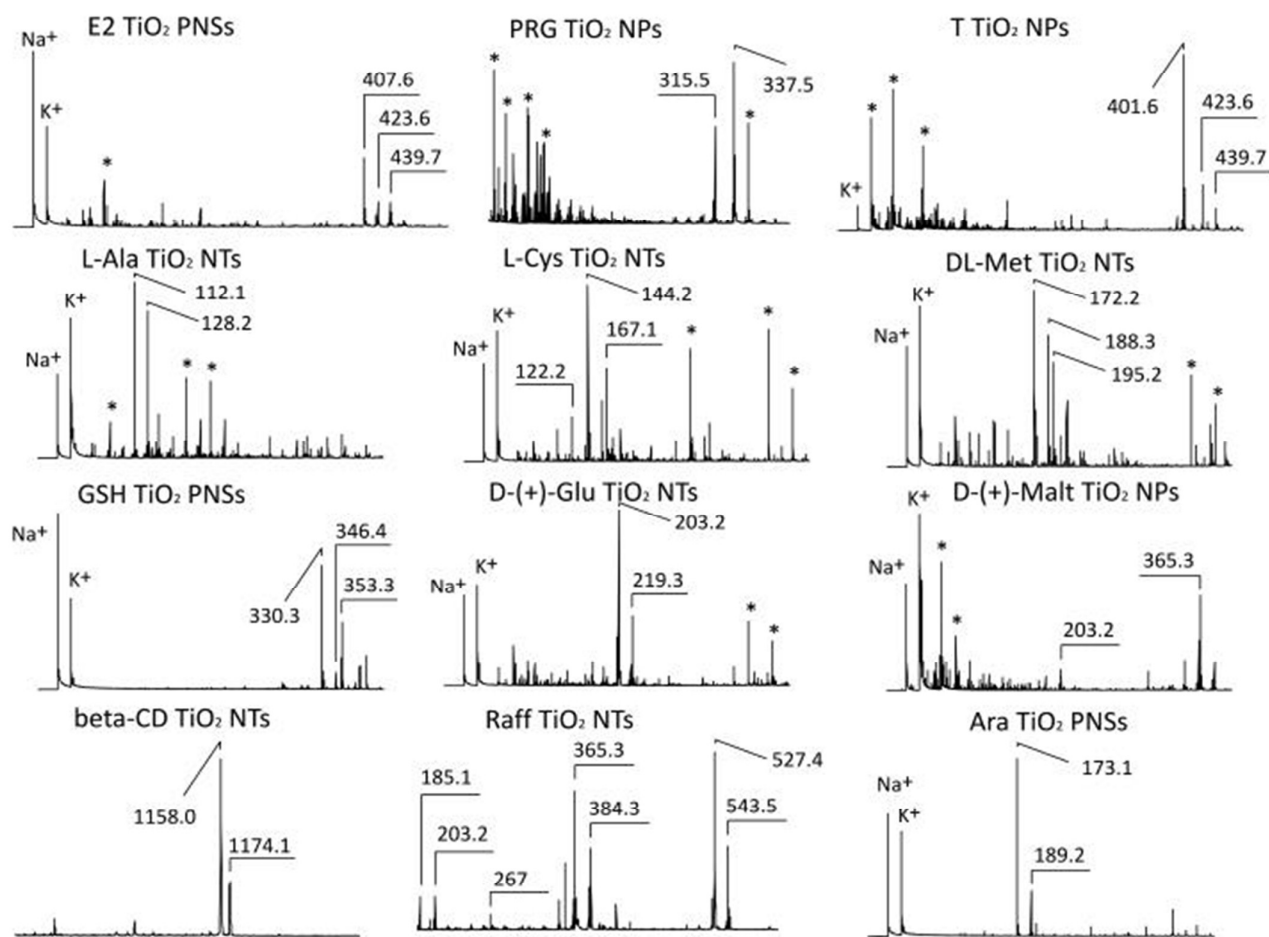 E2 TiO₂ PNSs
Na⁺
K⁺
*
407.6
423.6
439.7
PRG TiO₂ NPs
*
*
*
*
315.5
337.5
*
T TiO₂ NPs
K⁺
*
*
*
401.6
423.6
439.7
L-Ala TiO₂ NTs
Na⁺
K⁺
*
112.1
128.2
*
*
L-Cys TiO₂ NTs
Na⁺
K⁺
122.2
144.2
167.1
*
*
*
DL-Met TiO₂ NTs
Na⁺
K⁺
172.2
188.3
195.2
*
*
GSH TiO₂ PNSs
Na⁺
K⁺
330.3
346.4
353.3
D-(+)-Glu TiO₂ NTs
Na⁺
K⁺
203.2
219.3
*
*
D-(+)-Malt TiO₂ NPs
Na⁺
K⁺
*
*
203.2
365.3
beta-CD TiO₂ NTs
1158.0
1174.1
Raff TiO₂ NTs
185.1
203.2
267
365.3
384.3
527.4
543.5
Ara TiO₂ PNSs
Na⁺
K⁺
173.1
189.2